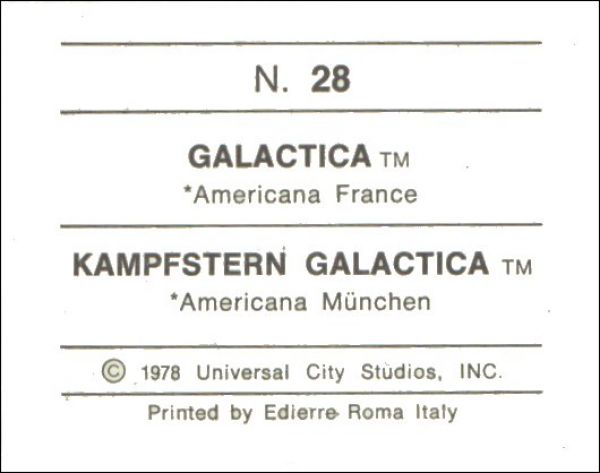 N. 28
GALACTICA TM
*Americana France
KAMPFSTERN GALACTICA TM
*Americana München
© 1978 Universal City Studios, INC.
Printed by Edierre Roma Italy